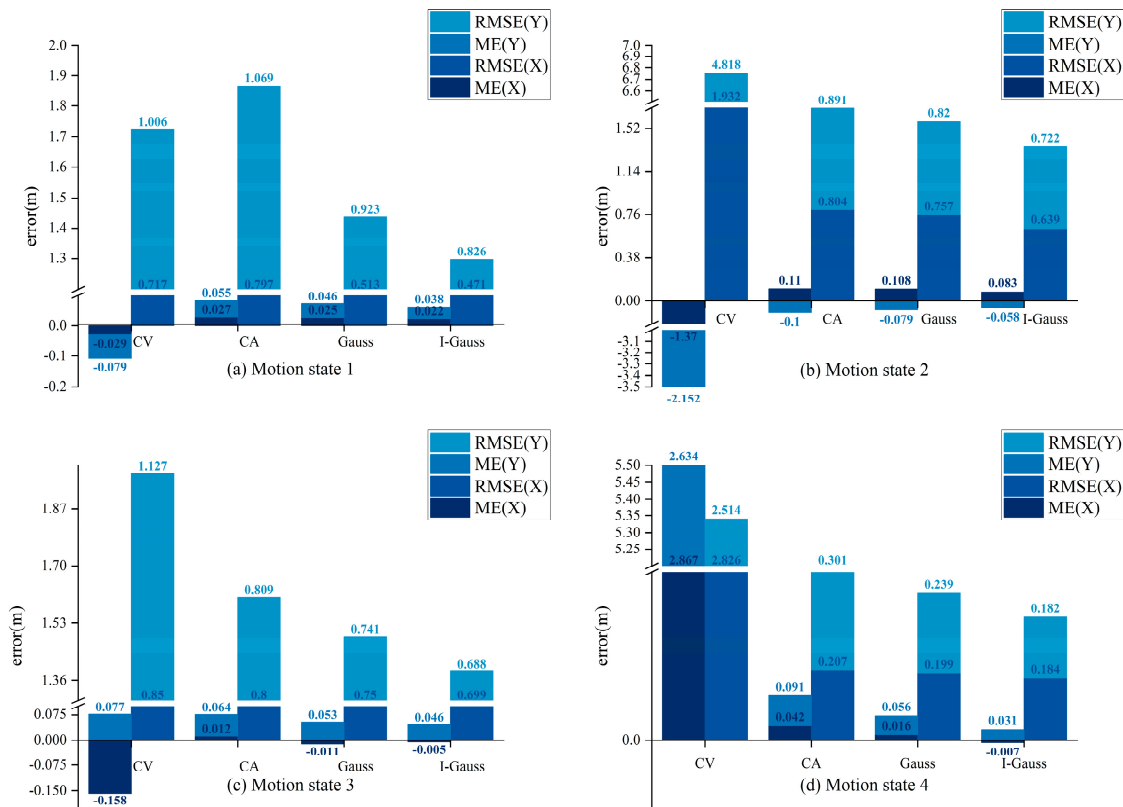 RMSE(Y)
ME(Y)
RMSE(X)
ME(X)
error(m)
2.0
1.9
1.8
1.7
1.6
1.5
1.4
1.3
0.0
-0.1
-0.2
1.006
0.717
-0.029
-0.079
1.069
0.797
0.055
0.027
0.923
0.513
0.046
0.025
0.826
0.471
0.038
0.022
CV
CA
Gauss
I-Gauss
(a) Motion state 1
RMSE(Y)
ME(Y)
RMSE(X)
ME(X)
error(m)
7.0
6.8
6.7
6.6
1.52
1.14
0.76
0.38
0.00
-3.1
-3.2
-3.3
-3.4
-3.5
4.818
1.932
-1.37
-2.152
0.891
0.804
0.11
-0.1
0.82
0.757
0.108
-0.079
0.722
0.639
0.083
-0.058
CV
CA
Gauss
I-Gauss
(b) Motion state 2
RMSE(Y)
ME(Y)
RMSE(X)
ME(X)
error(m)
1.87
1.70
1.53
1.36
0.075
0.000
-0.075
-0.150
1.127
0.85
0.077
-0.158
0.809
0.8
0.064
0.012
0.741
0.75
0.053
-0.011
0.688
0.699
0.046
-0.005
CV
CA
Gauss
I-Gauss
(c) Motion state 3
RMSE(Y)
ME(Y)
RMSE(X)
ME(X)
error(m)
5.50
5.45
5.40
5.35
5.30
5.25
0.0
2.634
2.867
2.514
2.826
0.301
0.207
0.091
0.042
0.239
0.199
0.056
0.016
0.182
0.184
0.031
-0.007
CV
CA
Gauss
I-Gauss
(d) Motion state 4